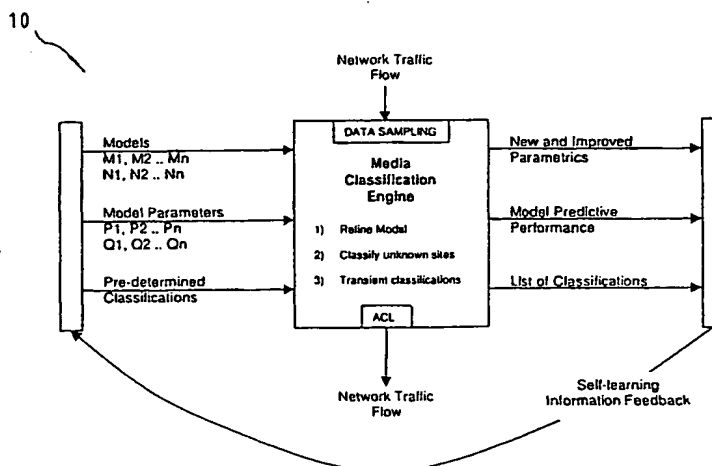 10
Network Traffic
Flow
DATA SAMPLING
Models
M1, M2 .. Mn
N1, N2 .. Nn
Model Parameters
P1, P2 .. Pn
Q1, Q2 .. Qn
Pre-determined
Classifications
Media
Classification
Engine
1) Refine Model
2) Classify unknown sites
3) Transient classifications
ACL
New and Improved
Parametrics
Model Predictive
Performance
List of Classifications
Network Traffic
Flow
Self-learning
Information Feedback